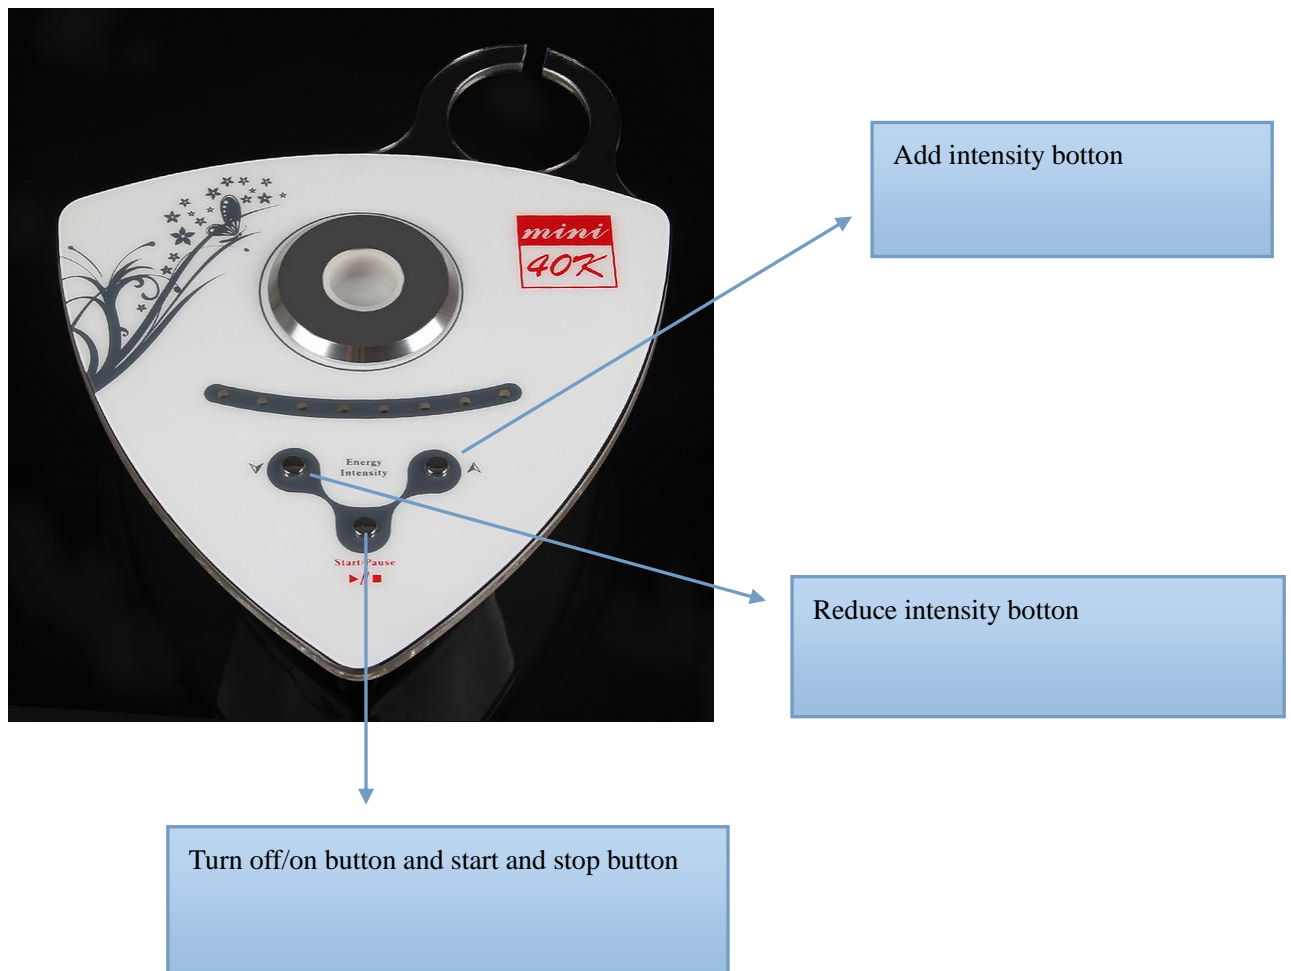 Add intensity botton
mini
40K
Energy
Intensity
Start/Pause
Reduce intensity botton
Turn off/on button and start and stop button